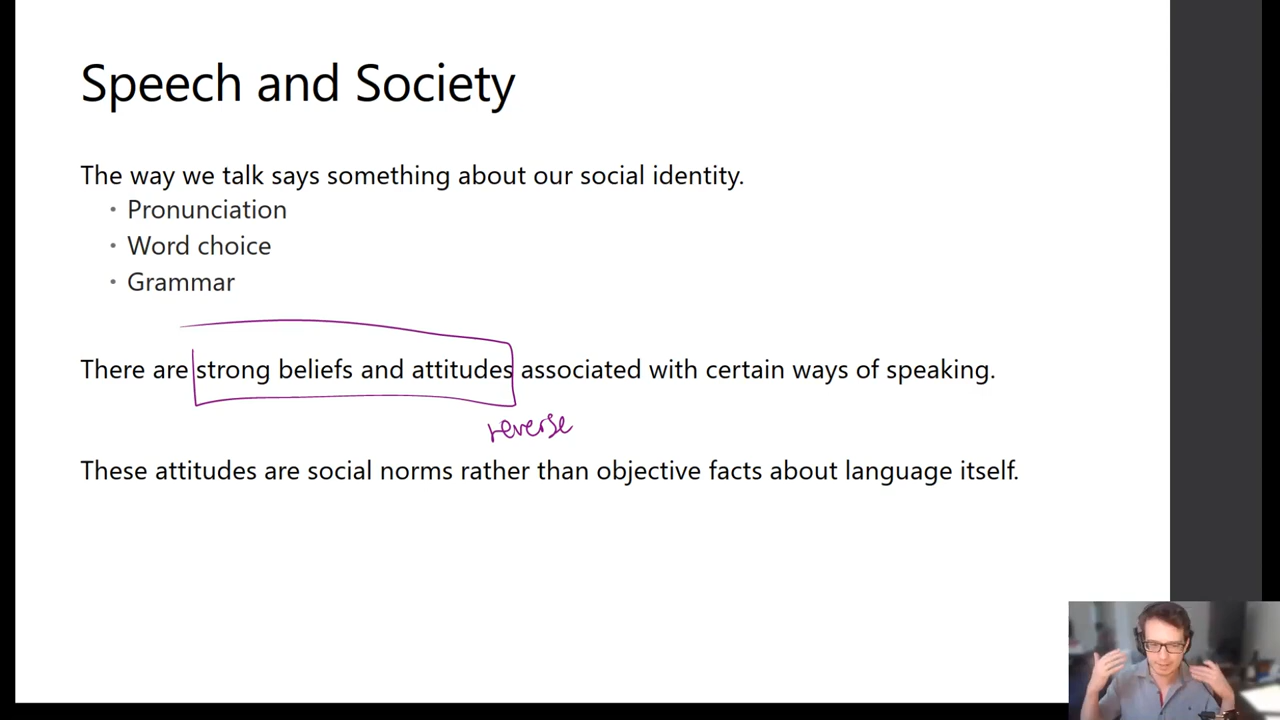 Speech and Society
The way we talk says something about our social identity.
• Pronunciation
• Word choice
• Grammar
There are strong beliefs and attitudes associated with certain ways of speaking.
reverse
These attitudes are social norms rather than objective facts about language itself.